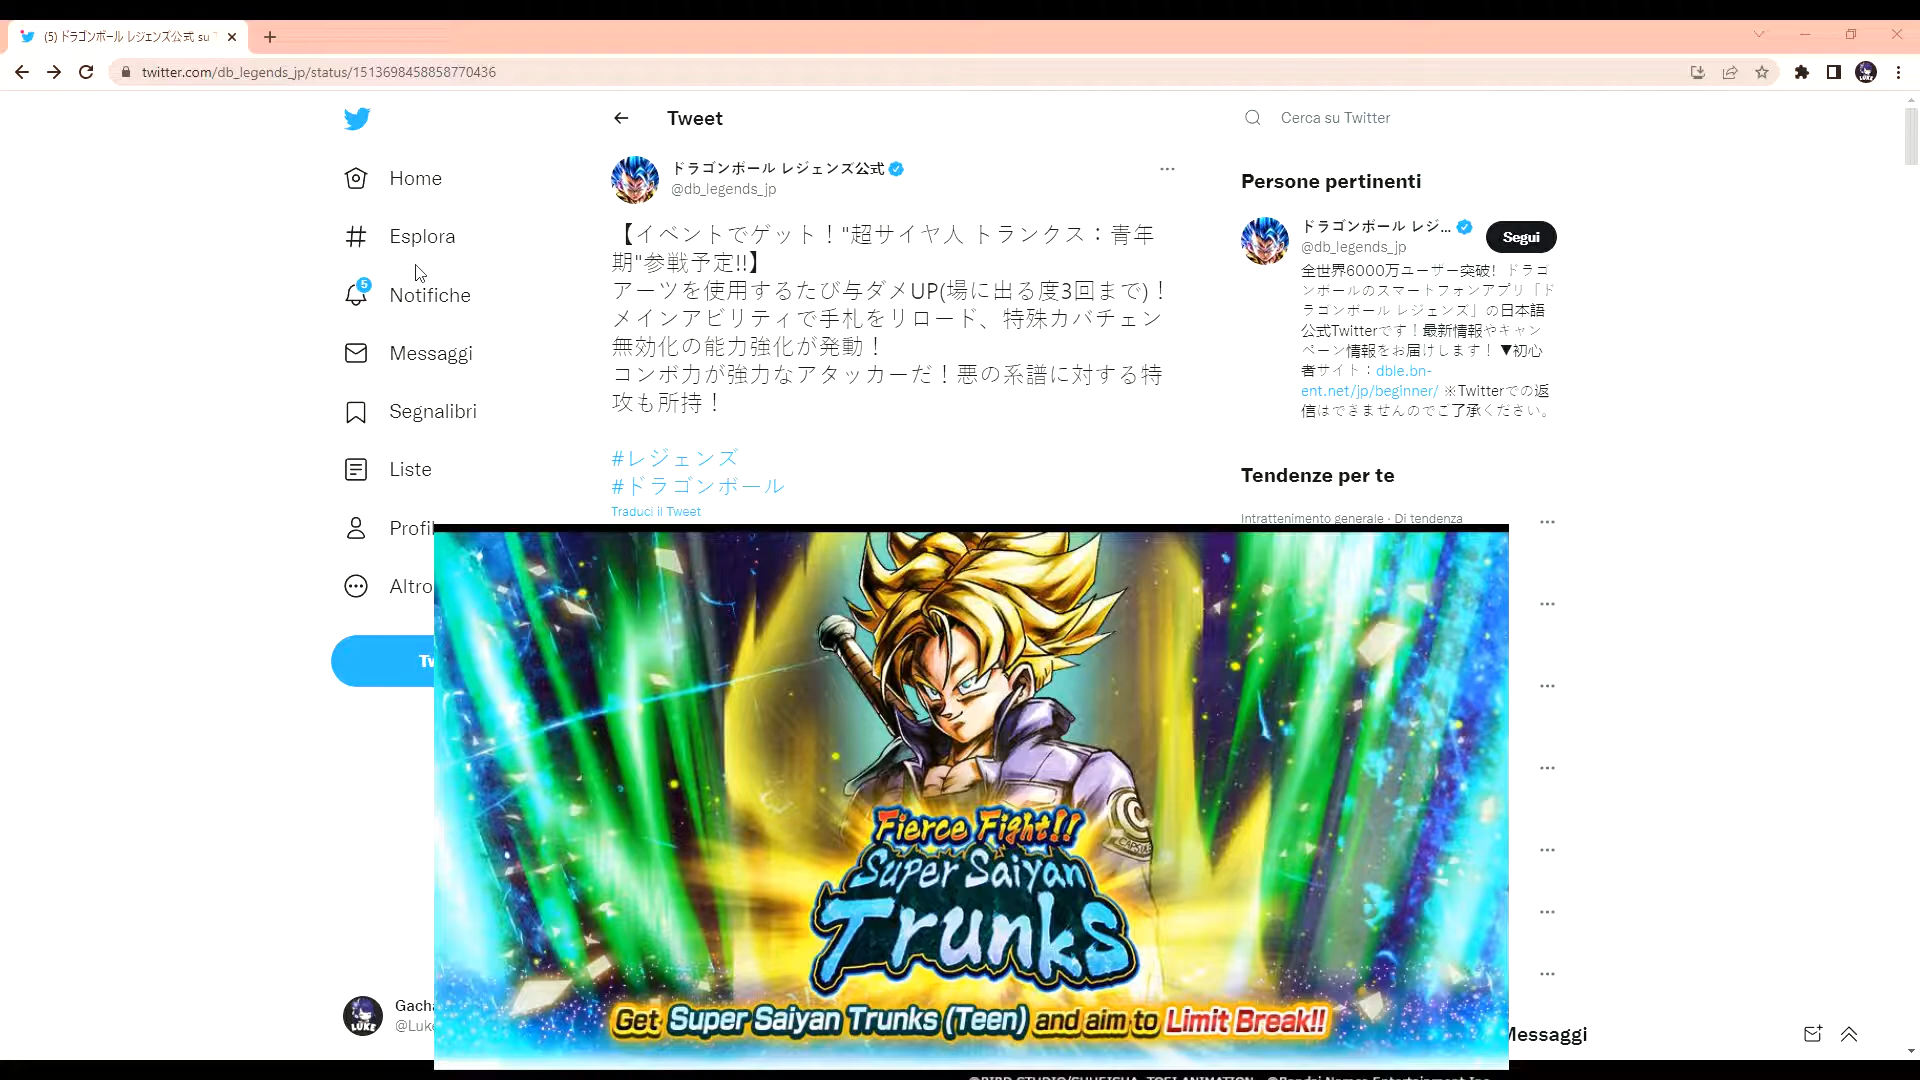 (5) ドラゴンボール レジェンズ公式 su
twitter.com/db_legends_jp/status/1513698458858770436
Home
Esplora
5
Notifiche
Messaggi
Segnalibri
Liste
Profil
Altro
Tw
Gacha
@Luke
Tweet
ドラゴンボール レジェンズ公式
@db_legends_jp
【イベントでゲット！"超サイヤ人 トランクス：青年
期"参戦予定!!】
アーツを使用するたび与ダメUP(場に出る度3回まで)！
メインアビリティで手札をリロード、特殊カバチェン
無効化の能力強化が発動！
コンボ力が強力なアタッカーだ！悪の系譜に対する特
攻も所持！
#レジェンズ
#ドラゴンボール
Traduci il Tweet
CAPSULE
Fierce Fight!!
Super Saiyan
Trunks
Get Super Saiyan Trunks (Teen) and aim to Limit Break!!
Cerca su Twitter
Persone pertinenti
ドラゴンボール レジ...
@db_legends_jp
Segui
全世界6000万ユーザー突破！ドラゴ
ンボールのスマートフォンアプリ「ド
ラゴンボール レジェンズ」の日本語
公式Twitterです！最新情報やキャン
ペーン情報をお届けします！ ▼初心
者サイト：dble.bn-
ent.net/jp/beginner/ ※Twitterでの返
信はできませんのでご了承ください。
Tendenze per te
Intrattenimento generale · Di tendenza
Messaggi
LUKE